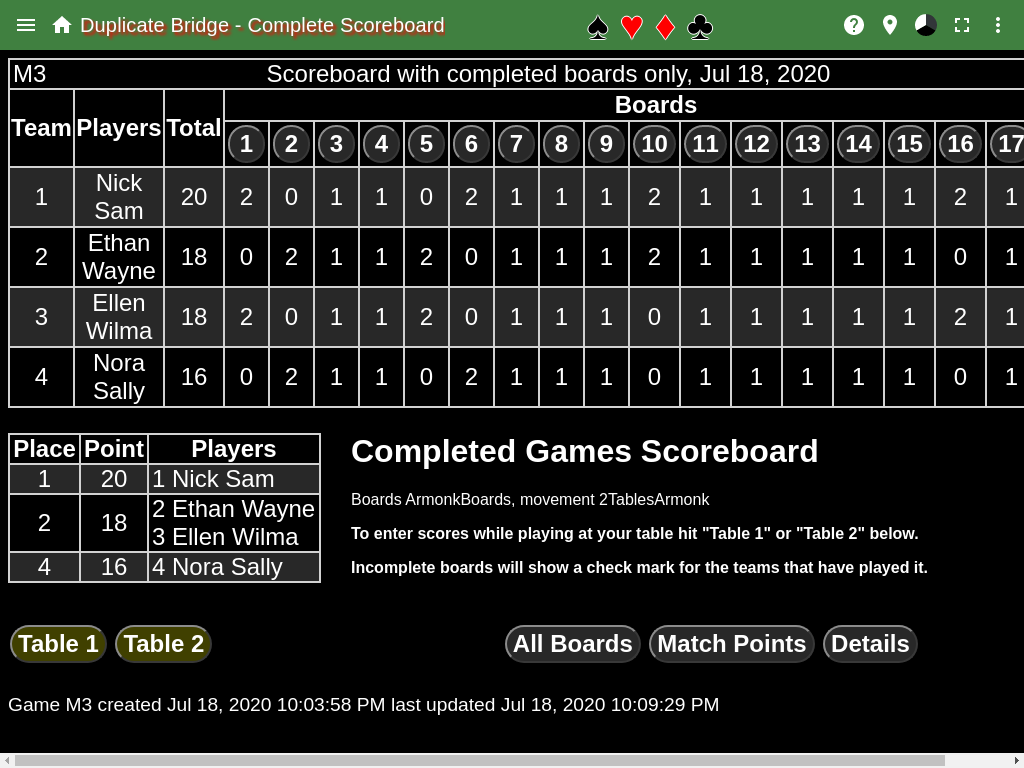 Duplicate Bridge - Complete Scoreboard
M3 Scoreboard with completed boards only, Jul 18, 2020
Team Players Total Boards
1 2 3 4 5 6 7 8 9 10 11 12 13 14 15 16 17
1 Nick Sam 20 2 0 1 1 0 2 1 1 1 2 1 1 1 1 1 2 1
2 Ethan Wayne 18 0 2 1 1 2 0 1 1 1 2 1 1 1 1 1 0 1
3 Ellen Wilma 18 2 0 1 1 2 0 1 1 1 0 1 1 1 1 1 2 1
4 Nora Sally 16 0 2 1 1 0 2 1 1 1 0 1 1 1 1 1 0 1
Place Point Players
1 20 1 Nick Sam
2 18 2 Ethan Wayne
3 Ellen Wilma
4 16 4 Nora Sally
Completed Games Scoreboard
Boards ArmonkBoards, movement 2TablesArmonk
To enter scores while playing at your table hit "Table 1" or "Table 2" below.
Incomplete boards will show a check mark for the teams that have played it.
Table 1 Table 2 All Boards Match Points Details
Game M3 created Jul 18, 2020 10:03:58 PM last updated Jul 18, 2020 10:09:29 PM